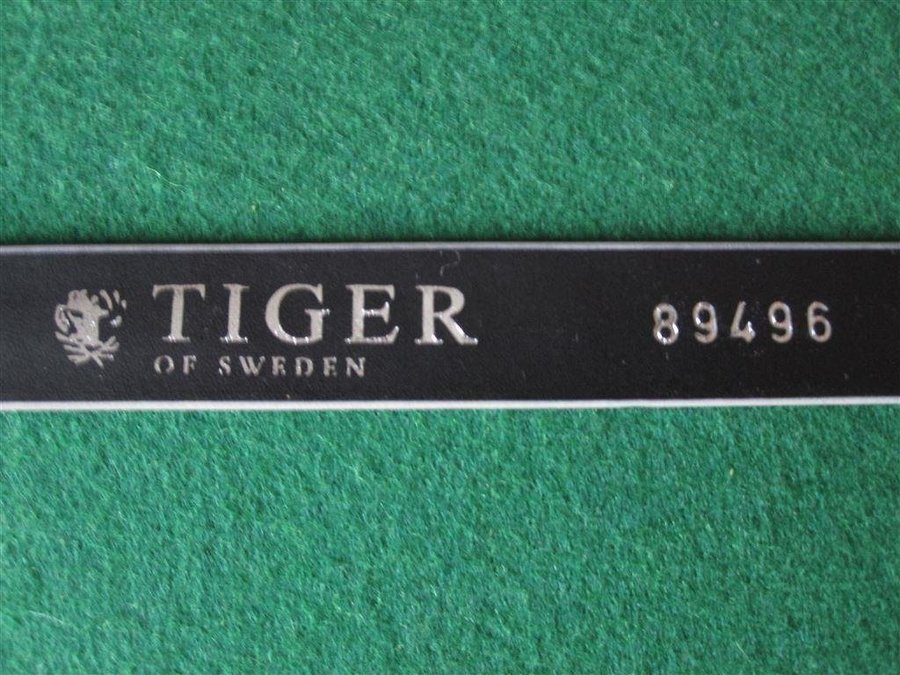 TIGER 89496
OF SWEDEN